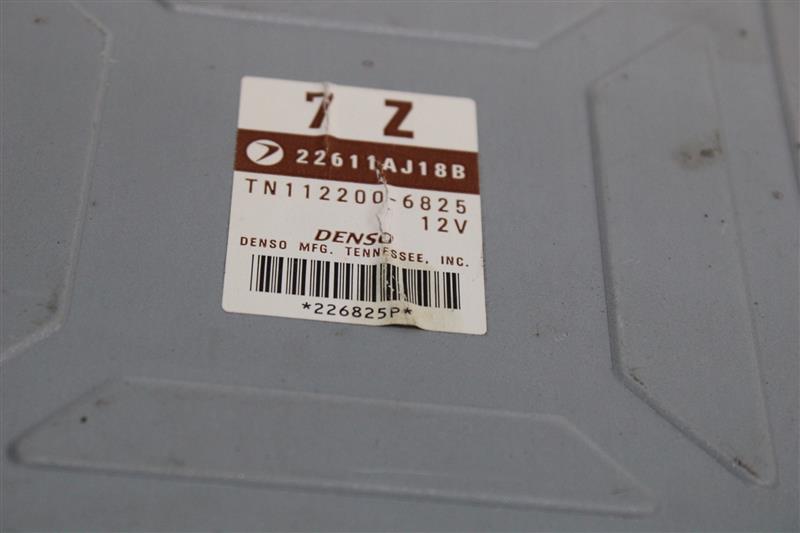 7 Z
22611AJ18B
TN112200-6825
12V
DENSO
DENSO MFG. TENNESSEE, INC.
*226825P*